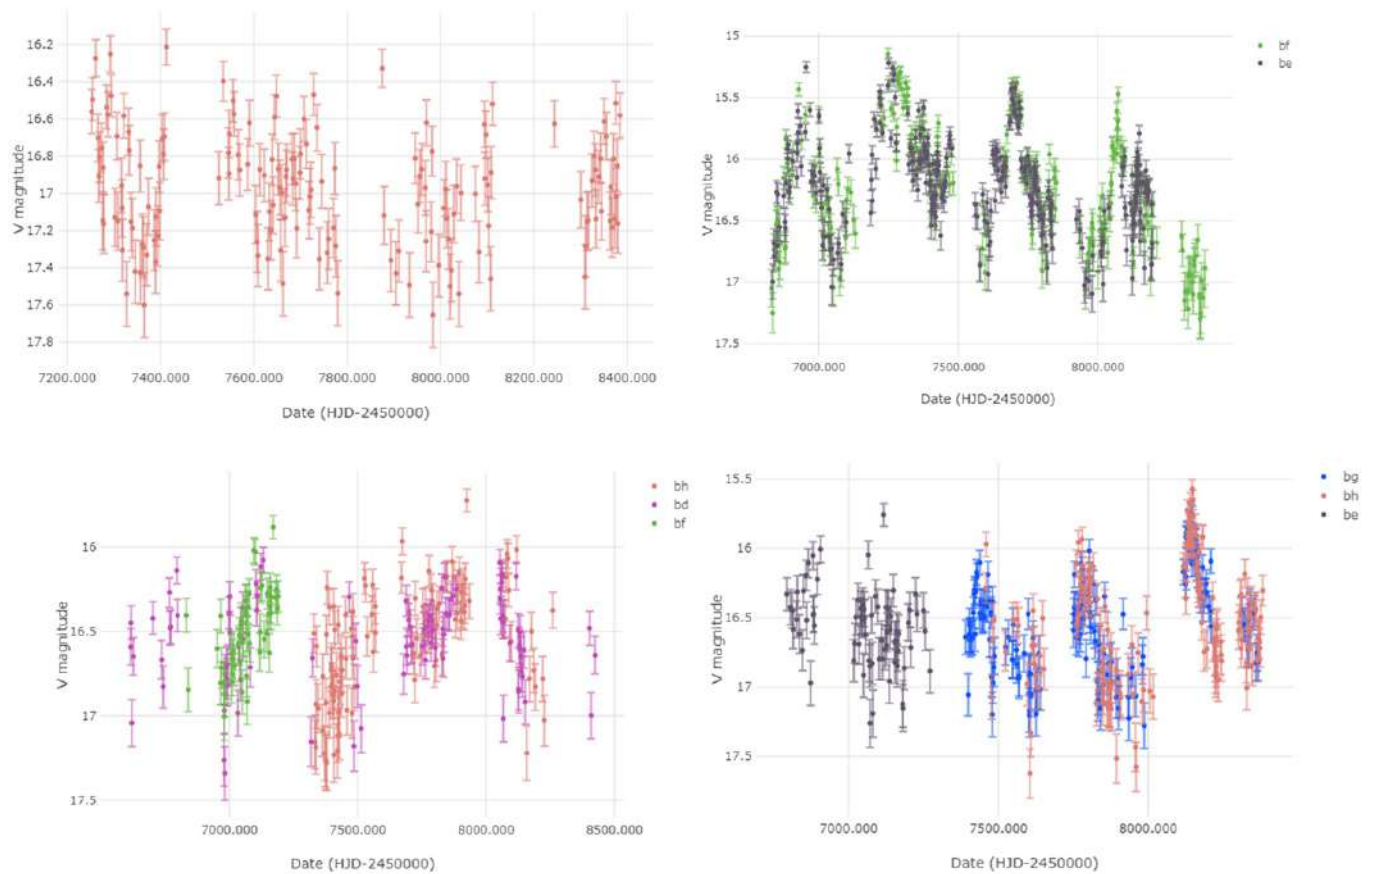 16.2
16.4
16.6
16.8
17
17.2
17.4
17.6
17.8
V magnitude
7200.000 7400.000 7600.000 7800.000 8000.000 8200.000 8400.000
Date (HJD-2450000)
15
15.5
16
16.5
17
17.5
V magnitude
7000.000 7500.000 8000.000
Date (HJD-2450000)
bf
be
16
16.5
17
17.5
V magnitude
7000.000 7500.000 8000.000 8500.000
Date (HJD-2450000)
bh
bd
bf
15.5
16
16.5
17
17.5
V magnitude
7000.000 7500.000 8000.000
Date (HJD-2450000)
bg
bh
be